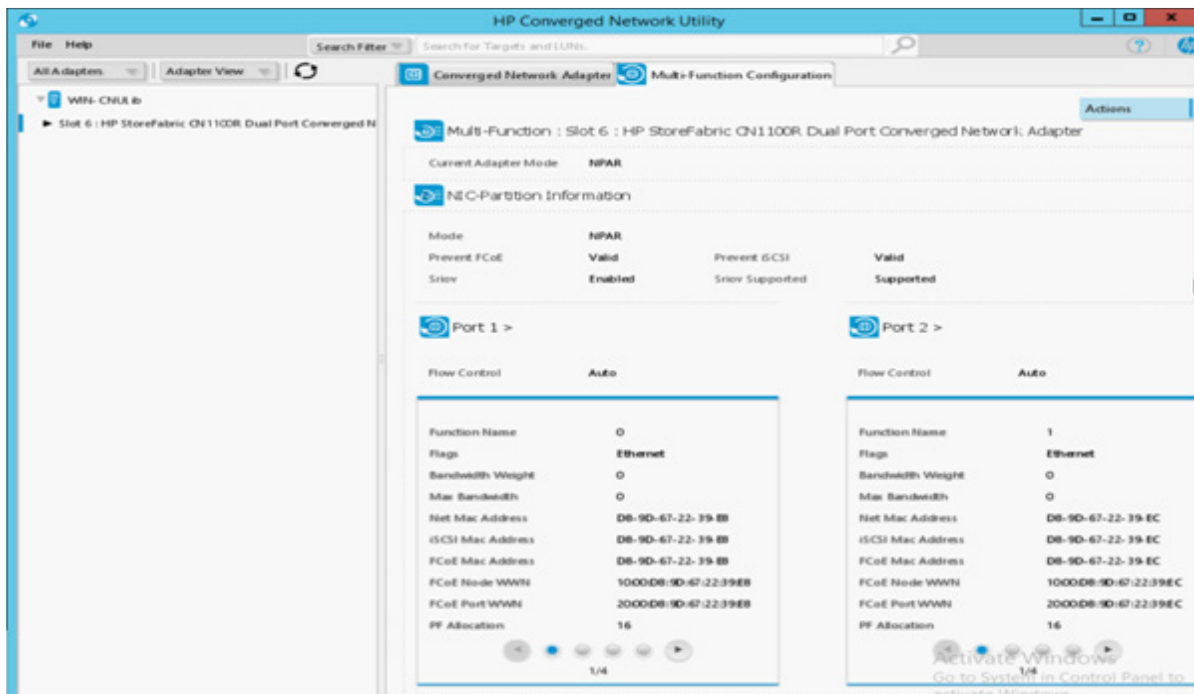 HP Converged Network Utility
File Help
Search Filter
Search for Targets and LUNs.
All Adapters
Adapter View
Converged Network Adapter
Multi-Function Configuration
WIN-CNULib
Slot 6 : HP StoreFabric CN1100R Dual Port Converged N
Actions
Multi-Function : Slot 6 : HP StoreFabric CN1100R Dual Port Converged Network Adapter
Current Adapter Mode NPAR
NIC-Partition Information
Mode NPAR
Prevent FCoE Valid Prevent iSCSI Valid
Sriov Enabled Sriov Supported Supported
Port 1 > Port 2 >
Flow Control Auto Flow Control Auto
Function Name 0 Function Name 1
Flags Ethernet Flags Ethernet
Bandwidth Weight 0 Bandwidth Weight 0
Max Bandwidth 0 Max Bandwidth 0
Net Mac Address D8-9D-67-22-39-E8 Net Mac Address D8-9D-67-22-39-EC
iSCSI Mac Address D8-9D-67-22-39-E8 iSCSI Mac Address D8-9D-67-22-39-EC
FCoE Mac Address D8-9D-67-22-39-E8 FCoE Mac Address D8-9D-67-22-39-EC
FCoE Node WWN 10:00:D8:9D:67:22:39:E8 FCoE Node WWN 10:00:D8:9D:67:22:39:EC
FCoE Port WWN 20:00:D8:9D:67:22:39:E8 FCoE Port WWN 20:00:D8:9D:67:22:39:EC
PF Allocation 16 PF Allocation 16
1/4 1/4
Activate Windows
Go to System in Control Panel to
activate Windows